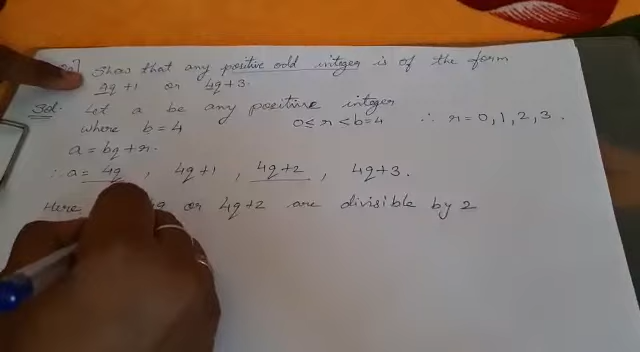 Show that any positive odd integer is of the form
4q+1 or 4q+3.
Sol. Let a be any positive integer
where b=4 0≤r<b=4 ∴ r=0,1,2,3.
a=bq+r.
∴ a=4q, 4q+1, 4q+2, 4q+3.
Here or 4q+2 are divisible by 2